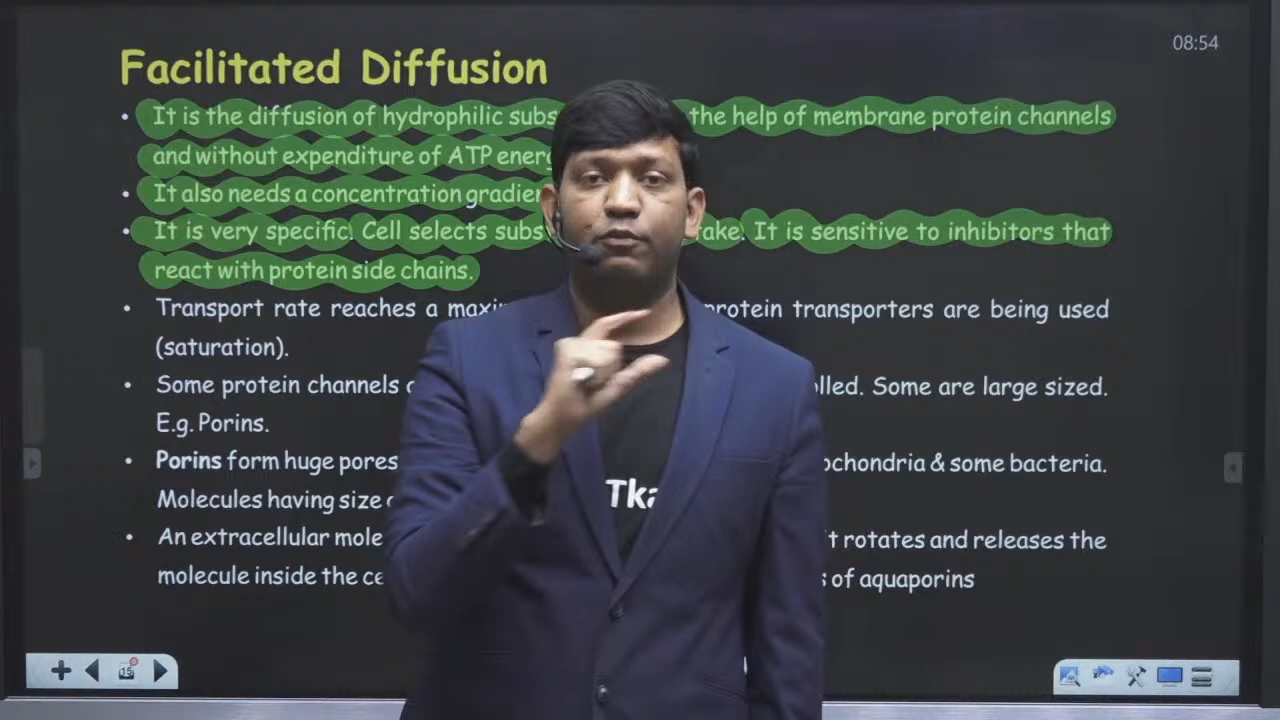 08:54
Facilitated Diffusion
• It is the diffusion of hydrophilic subs the help of membrane protein channels
and without expenditure of ATP ener
• It also needs a concentration gradie
• It is very specific. Cell selects subs take. It is sensitive to inhibitors that
react with protein side chains.
• Transport rate reaches a maxi protein transporters are being used
(saturation).
• Some protein channels lled. Some are large sized.
E.g. Porins.
• Porins form huge pores ochondria & some bacteria.
Molecules having size
• An extracellular mole it rotates and releases the
molecule inside the ce s of aquaporins
Tka
15